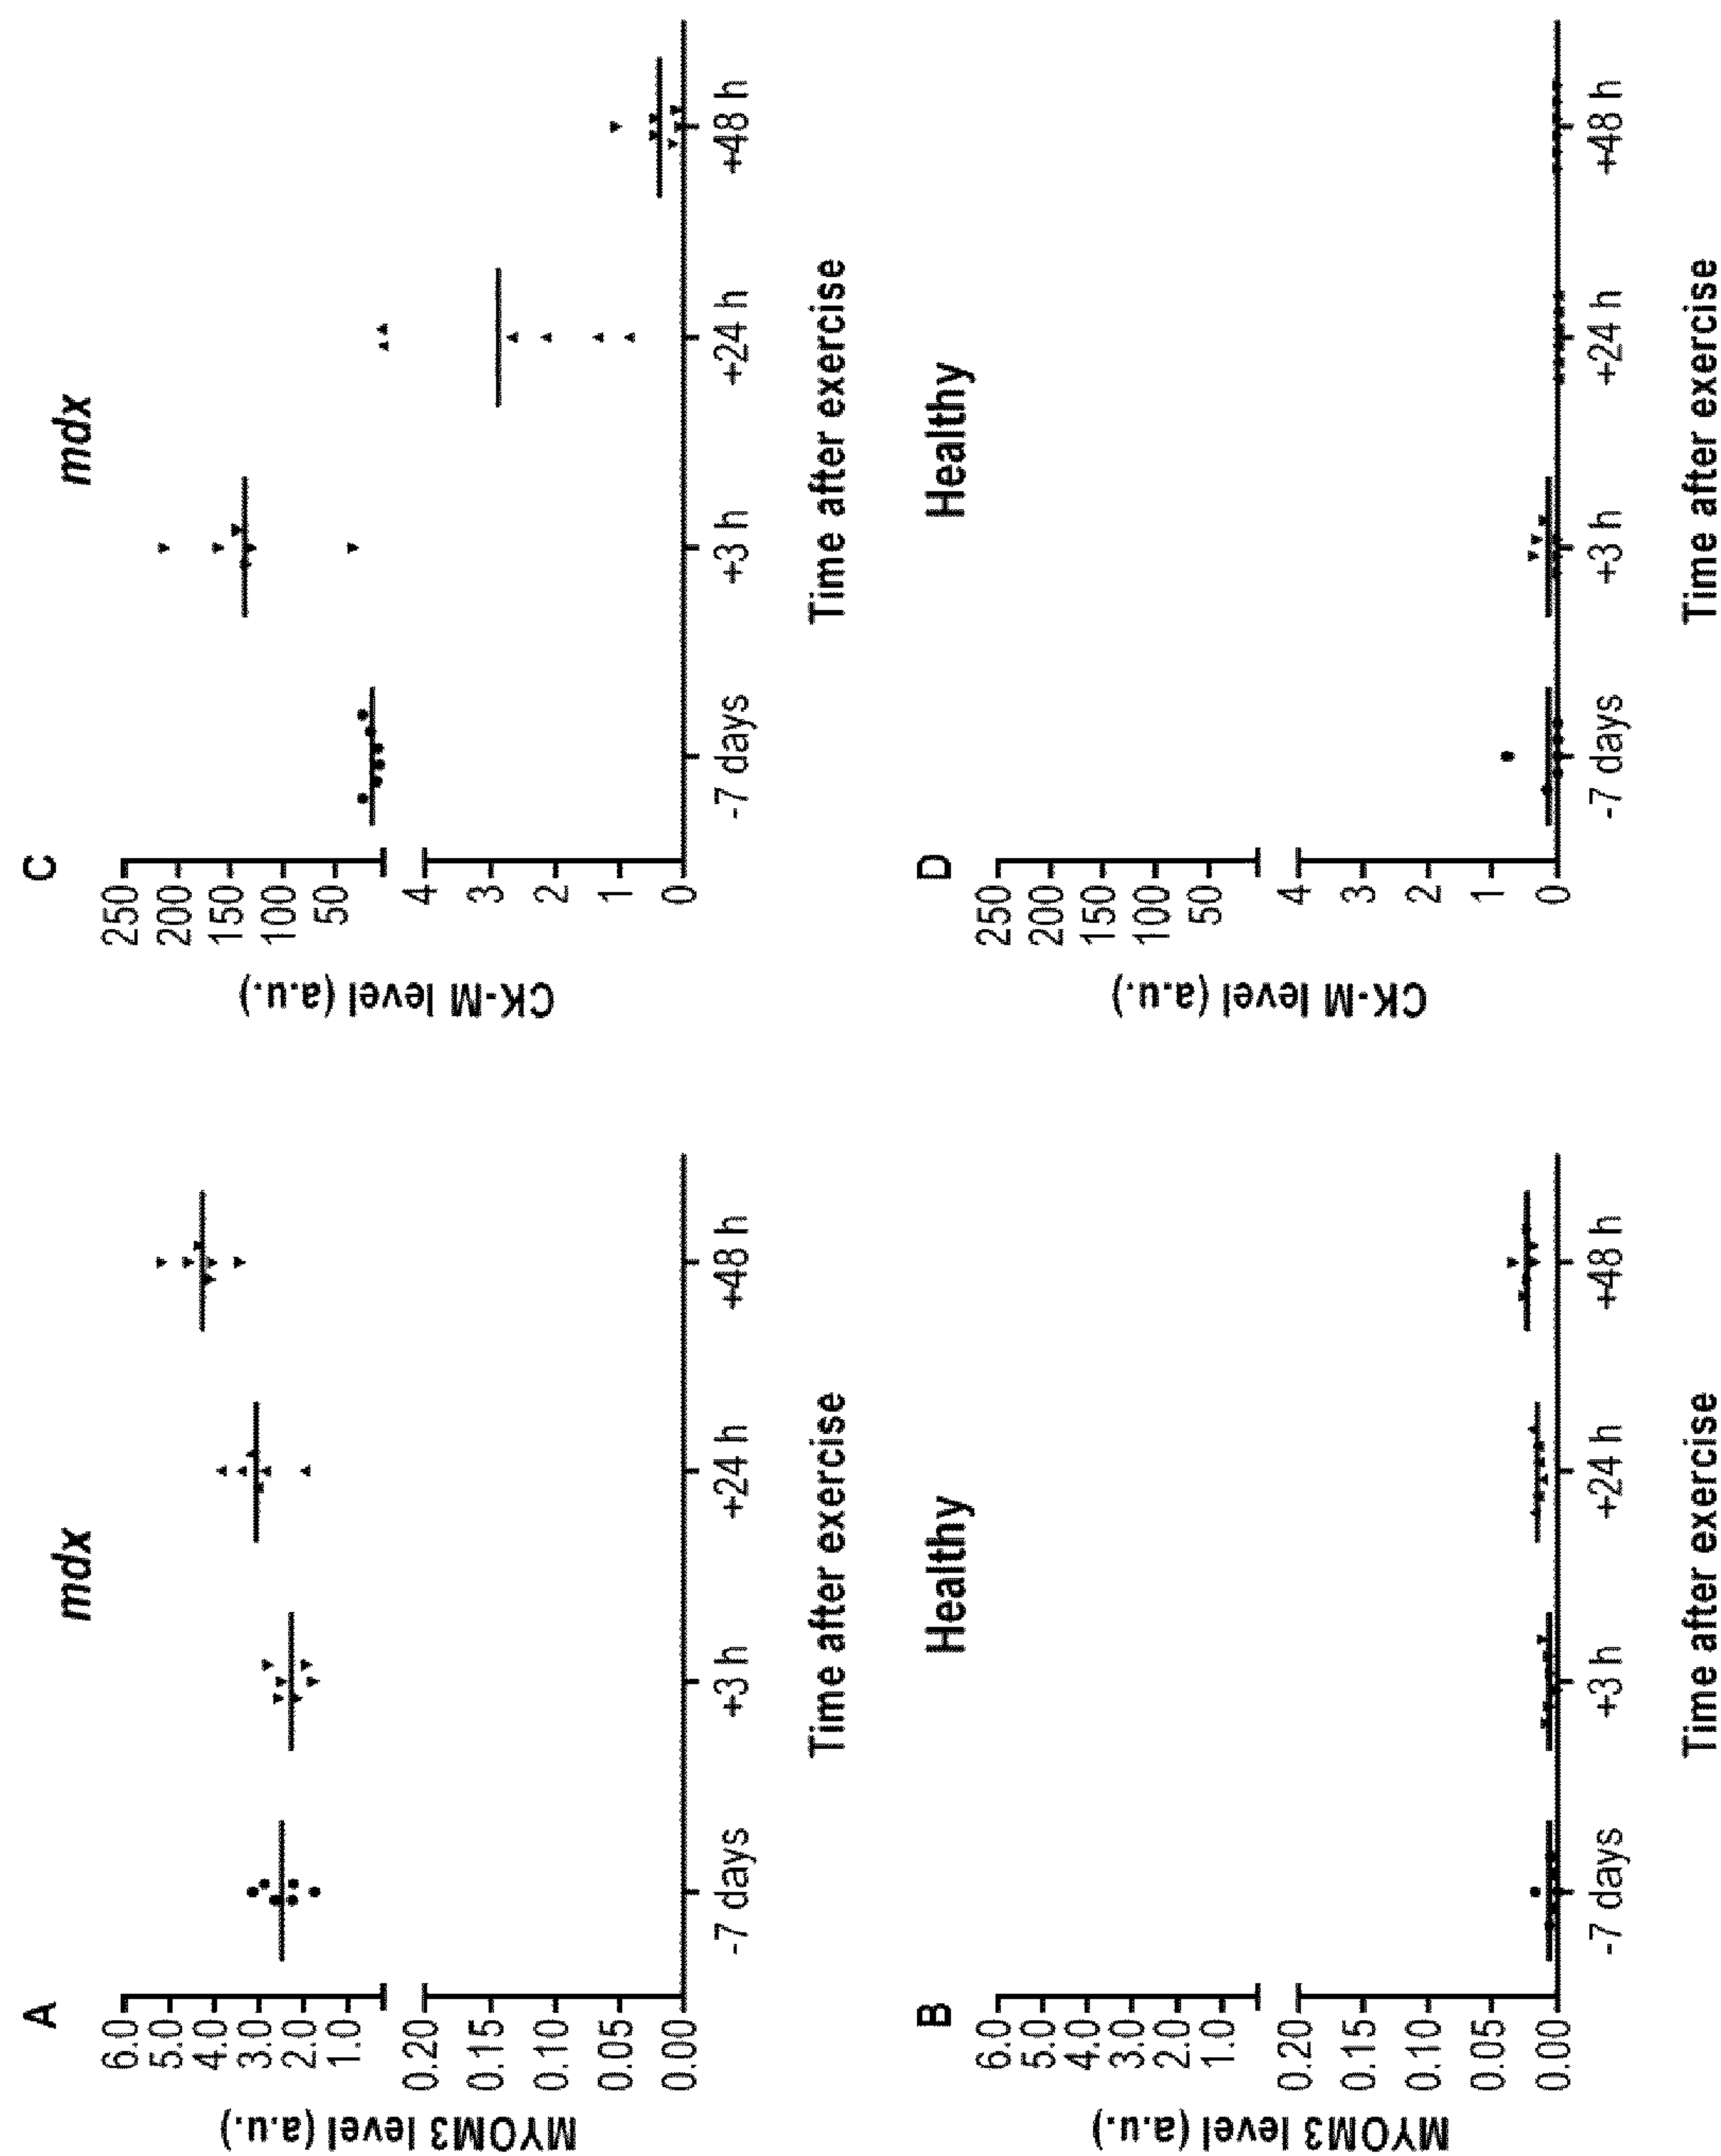 A
mdx
MYOM3 level (a.u.)
6.0
5.0
4.0
3.0
2.0
1.0
0.20
0.15
0.10
0.05
0.00
-7 days +3 h +24 h +48 h
Time after exercise
C
mdx
CK-M level (a.u.)
250
200
150
100
50
4
3
2
1
0
-7 days +3 h +24 h +48 h
Time after exercise
B
Healthy
MYOM3 level (a.u.)
6.0
5.0
4.0
3.0
2.0
1.0
0.20
0.15
0.10
0.05
0.00
-7 days +3 h +24 h +48 h
Time after exercise
D
Healthy
CK-M level (a.u.)
250
200
150
100
50
4
3
2
1
0
-7 days +3 h +24 h +48 h
Time after exercise